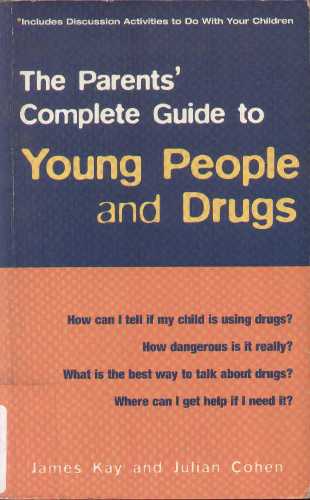 *Includes Discussion Activities to Do With Your Children
The Parents'
Complete Guide to
Young People
and Drugs
How can I tell if my child is using drugs?
How dangerous is it really?
What is the best way to talk about drugs?
Where can I get help if I need it?
James Kay and Julian Cohen